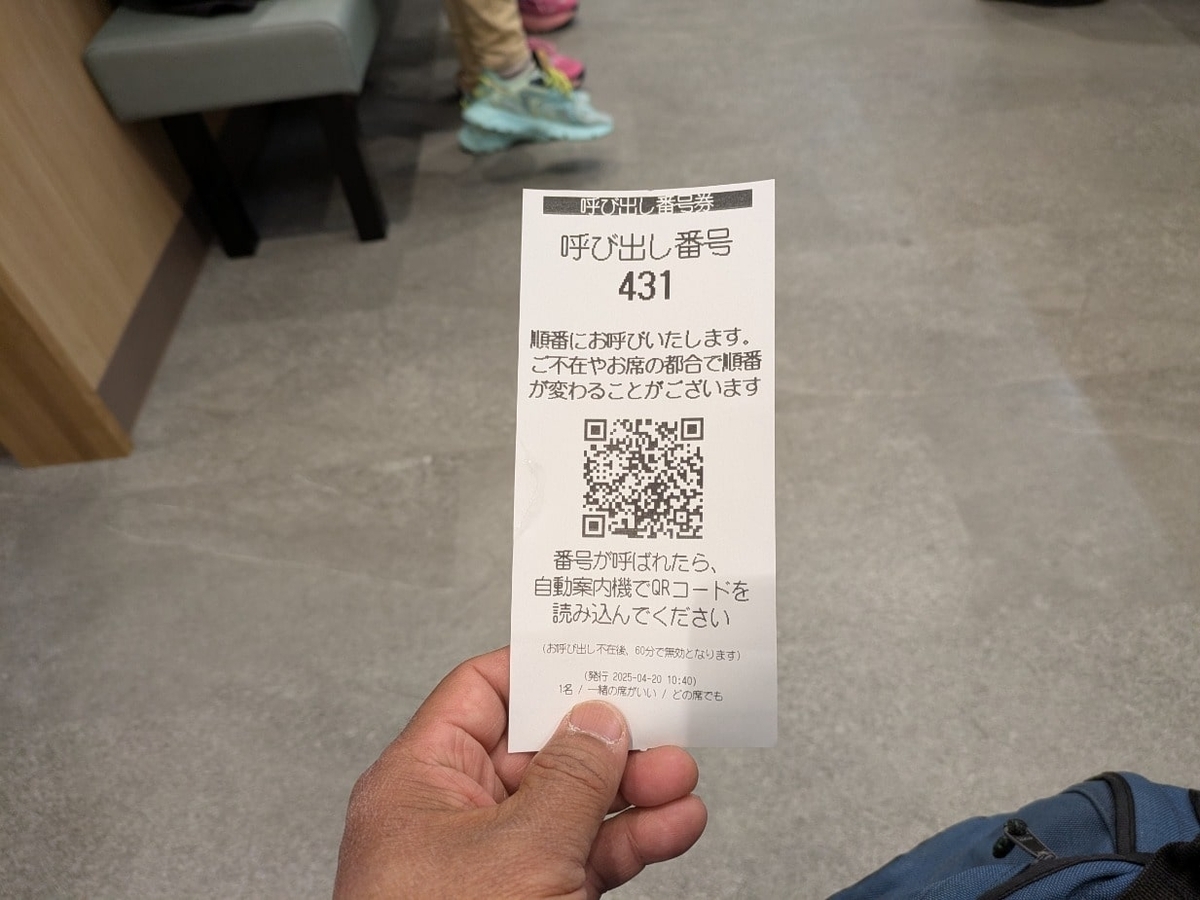 呼び出し番号券
呼び出し番号
431
順番にお呼びいたします。
ご不在やお席の都合で順番
が変わることがございます
番号が呼ばれたら、
自動案内機でQRコードを
読み込んでください
(お呼び出し不在後、60分で無効となります)
(発行 2025-04-20 10:40)
1名 / 一緒の席がいい / どの席でも